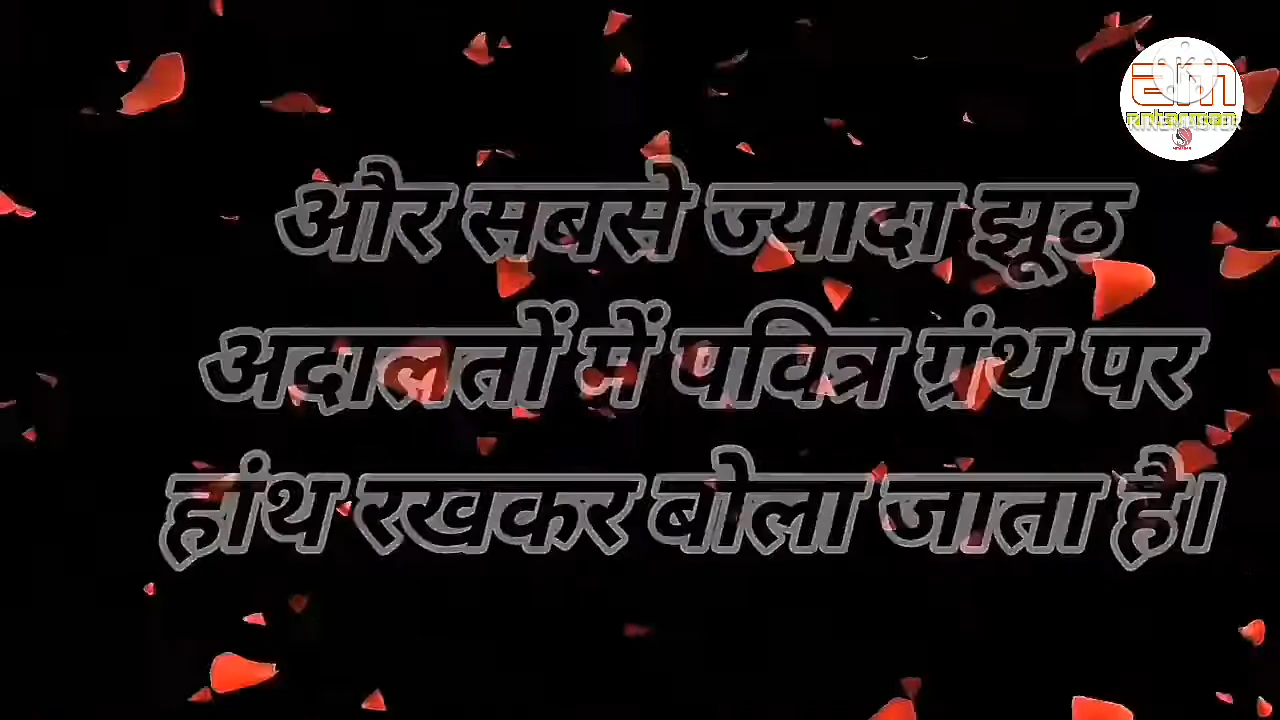 और सबसे ज्यादा झूठ
अदालतों में पवित्र ग्रंथ पर
हांथ रखकर बोला जाता है।